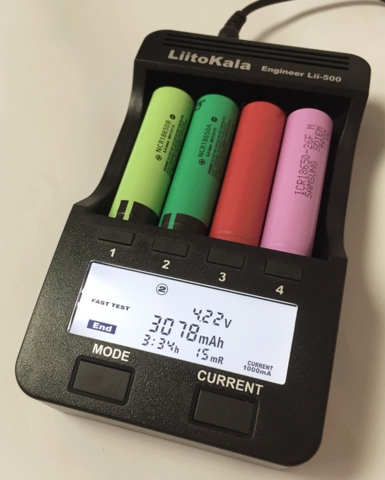 LiitoKala Engineer Lii-500
NCR18650B
NCR18650A
ICR18650-26F M
SAMSUNG
1 2 3 4
2
4.22v
FAST TEST
3078mAh
End
3:34h 15mR
CURRENT
1000mA
MODE
CURRENT